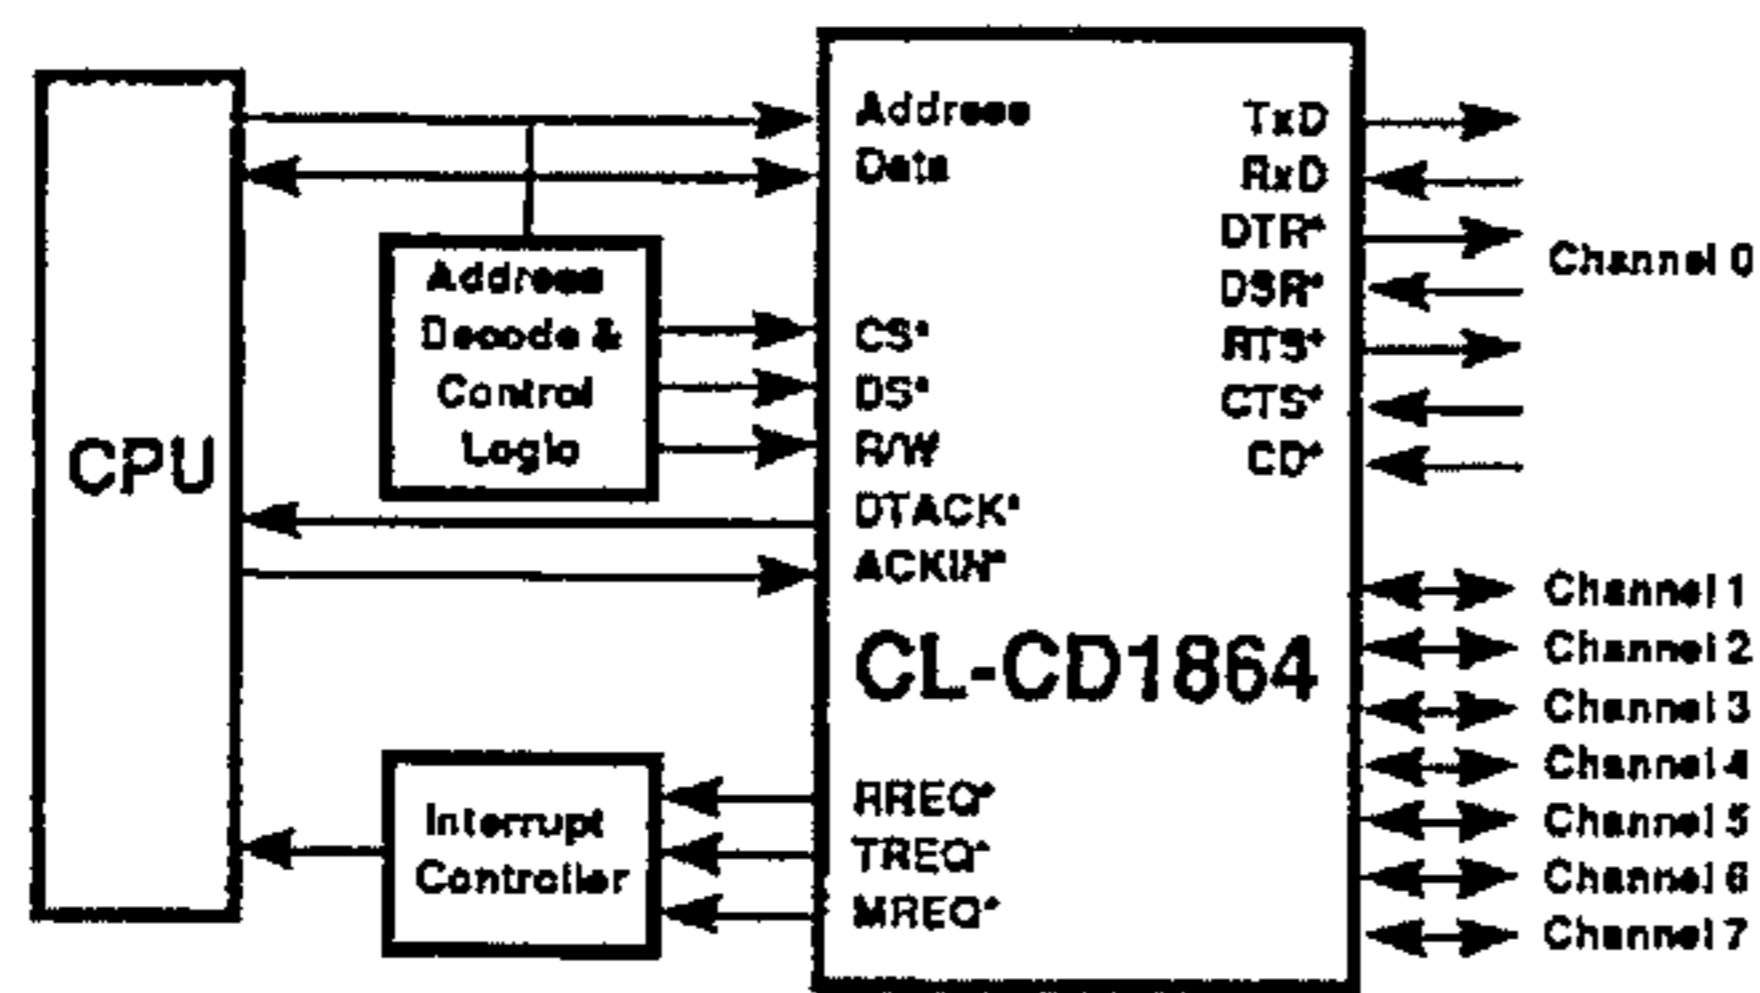 CPU
Address
Decode &
Control
Logic
Interrupt
Controller
Address
Data
CS*
DS*
R/W
DTACK*
ACKIN*
CL-CD1864
RREQ*
TREQ*
MREQ*
TxD
RxD
DTR*
DSR*
RTS*
CTS*
CD*
Channel 0
Channel 1
Channel 2
Channel 3
Channel 4
Channel 5
Channel 6
Channel 7